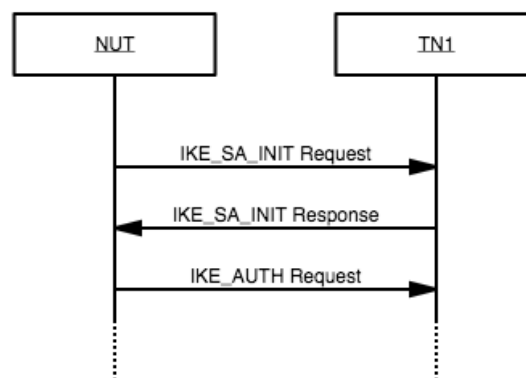 NUT
TN1
IKE_SA_INIT Request
IKE_SA_INIT Response
IKE_AUTH Request